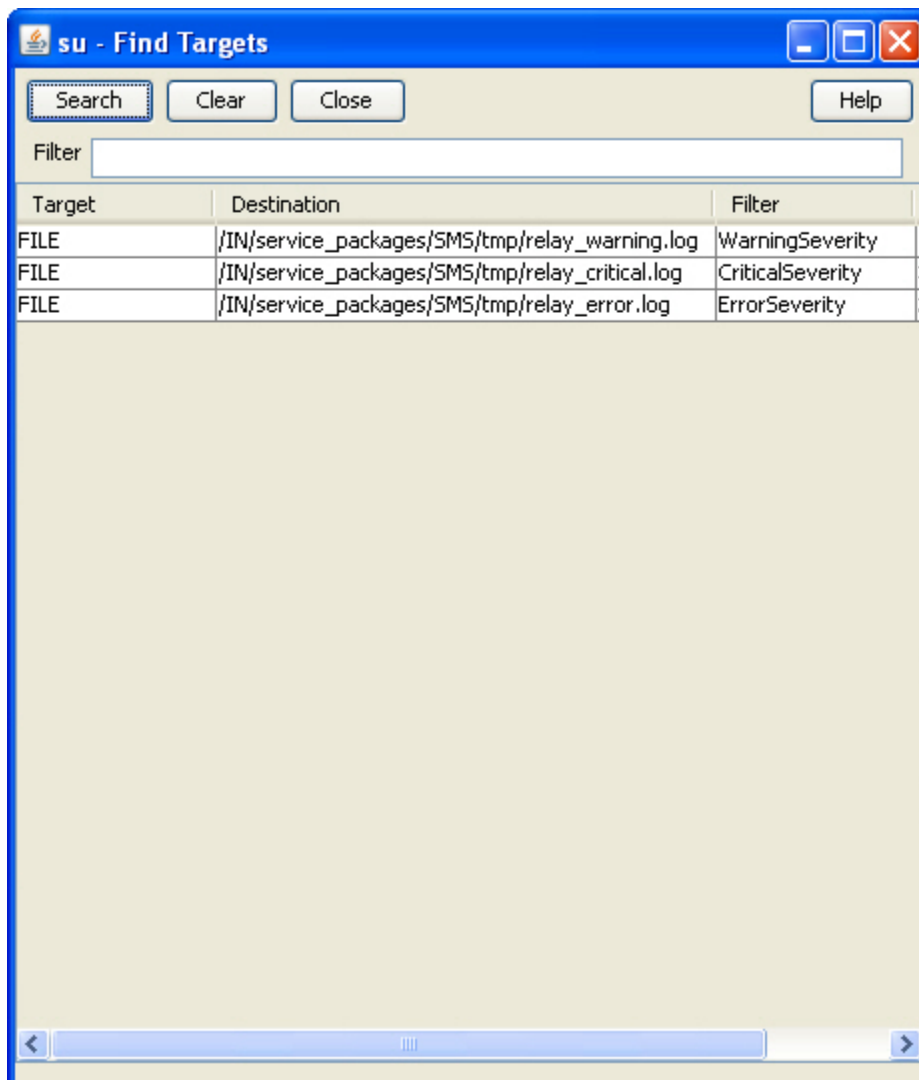 su - Find Targets
Search Clear Close Help
Filter
Target Destination Filter
FILE /IN/service_packages/SMS/tmp/relay_warning.log WarningSeverity
FILE /IN/service_packages/SMS/tmp/relay_critical.log CriticalSeverity
FILE /IN/service_packages/SMS/tmp/relay_error.log ErrorSeverity